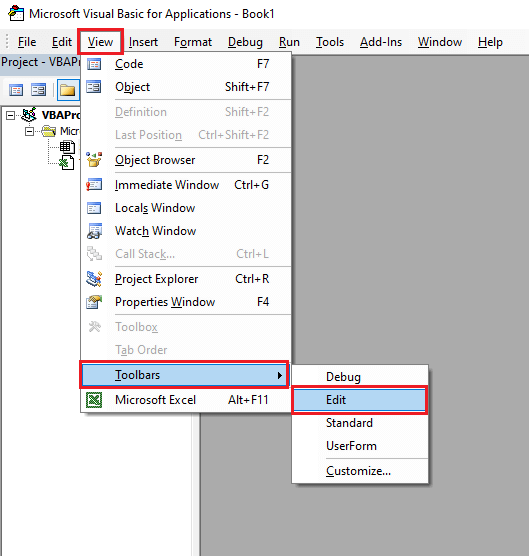 Microsoft Visual Basic for Applications - Book1
File Edit View Insert Format Debug Run Tools Add-Ins Window Help
Project - VBAP
Code F7
Object Shift+F7
Definition Shift+F2
Last Position Ctrl+Shift+F2
Object Browser F2
Immediate Window Ctrl+G
Locals Window
Watch Window
Call Stack... Ctrl+L
Project Explorer Ctrl+R
Properties Window F4
Toolbox
Tab Order
Toolbars
Microsoft Excel Alt+F11
VBAPro
Micr
Debug
Edit
Standard
UserForm
Customize...